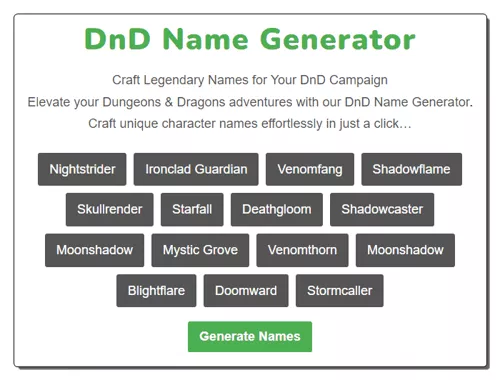 DnD Name Generator
Craft Legendary Names for Your DnD Campaign
Elevate your Dungeons & Dragons adventures with our DnD Name Generator.
Craft unique character names effortlessly in just a click…
Nightstrider Ironclad Guardian Venomfang Shadowflame
Skullrender Starfall Deathgloom Shadowcaster
Moonshadow Mystic Grove Venomthorn Moonshadow
Blightflare Doomward Stormcaller
Generate Names